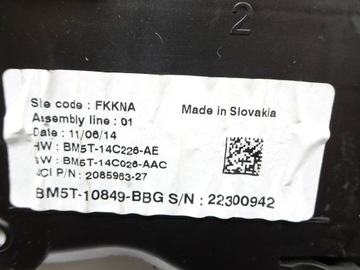 2
Site code : FKKNA
Assembly line : 01
Made in Slovakia
Date : 11/06/14
HW : BM5T-14C226-AE
SW : BM5T-14C026-AAC
JCI P/N : 2085963-27
BM5T-10849-BBG S/N : 22300942